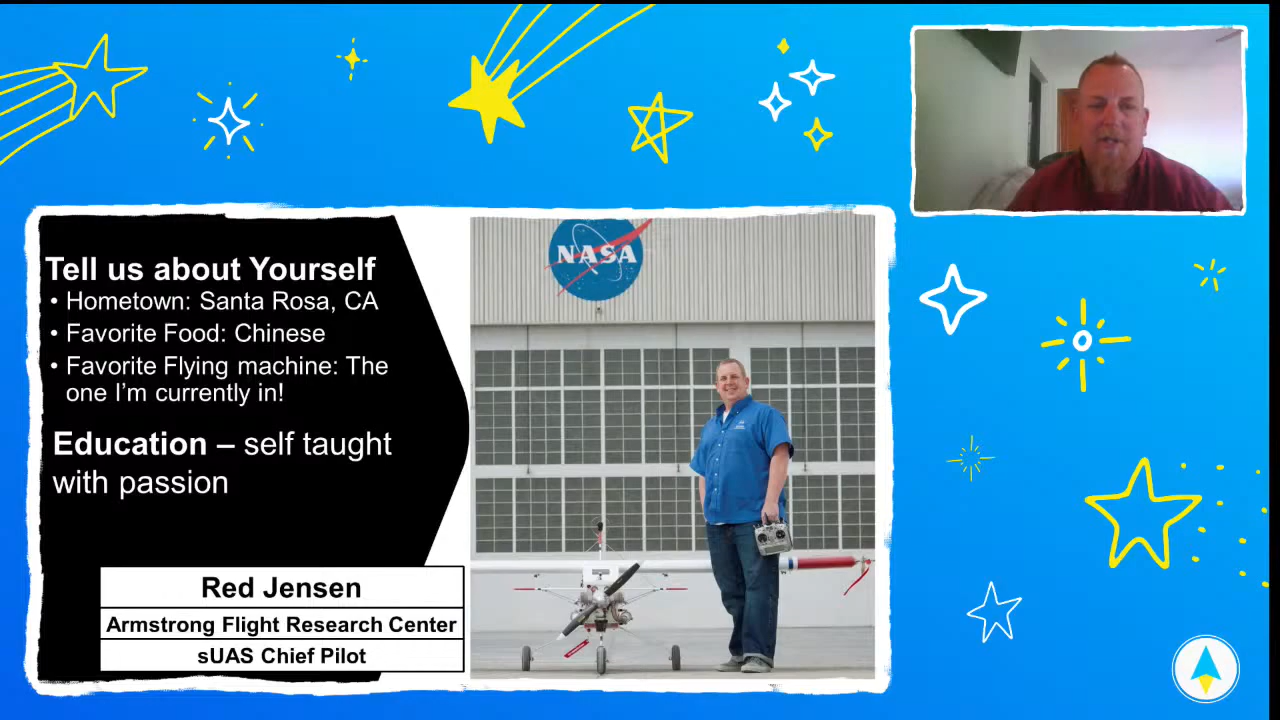 Tell us about Yourself
• Hometown: Santa Rosa, CA
• Favorite Food: Chinese
• Favorite Flying machine: The
one I'm currently in!
Education – self taught
with passion
Red Jensen
Armstrong Flight Research Center
sUAS Chief Pilot
NASA